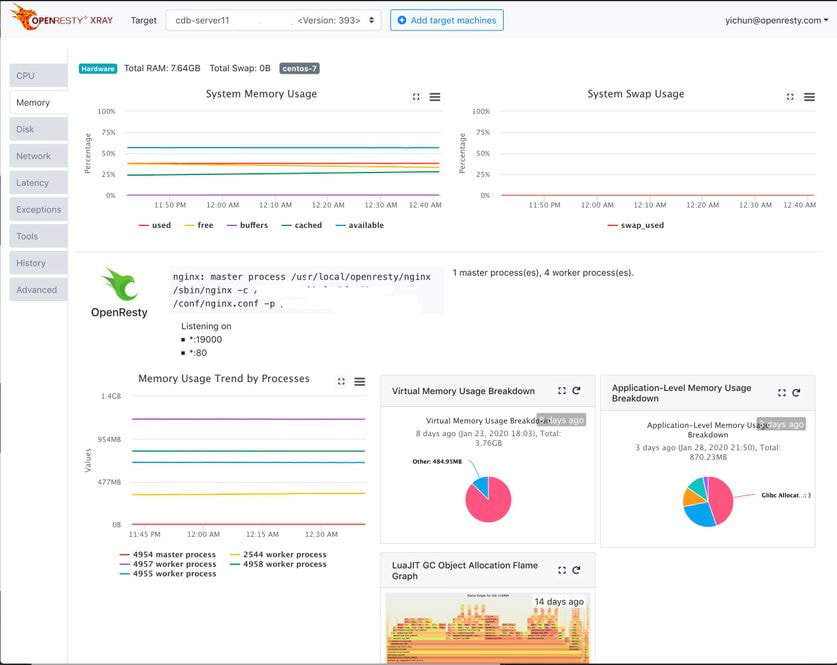 OPENRESTY® XRAY
Target
cdb-server11 <Version: 393>
Add target machines
yichun@openresty.com
CPU
Memory
Disk
Network
Latency
Exceptions
Tools
History
Advanced
Hardware Total RAM: 7.64GB Total Swap: 0B centos-7
System Memory Usage
Percentage
100%
75%
50%
25%
0%
11:50 PM 12:00 AM 12:10 AM 12:20 AM 12:30 AM 12:40 AM
used free buffers cached available
System Swap Usage
Percentage
100%
75%
50%
25%
0%
11:50 PM 12:00 AM 12:10 AM 12:20 AM 12:30 AM 12:40 AM
swap_used
OpenResty
nginx: master process /usr/local/openresty/nginx
/sbin/nginx -c /
/conf/nginx.conf -p
1 master process(es), 4 worker process(es).
Listening on
*:19000
*:80
Memory Usage Trend by Processes
Values
1.4GB
954MB
477MB
0B
11:45 PM 12:00 AM 12:15 AM 12:30 AM
4954 master process 2544 worker process
4957 worker process 4958 worker process
4955 worker process
Virtual Memory Usage Breakdown
days ago
Virtual Memory Usage Breakdown
8 days ago (Jan 23, 2020 18:03), Total:
3.76GB
Other: 484.95MB
Application-Level Memory Usage
Breakdown
3 days ago
Application-Level Memory Usage
Breakdown
3 days ago (Jan 28, 2020 21:50), Total:
870.23MB
Glibc Allocat...: 3
LuaJIT GC Object Allocation Flame
Graph
14 days ago